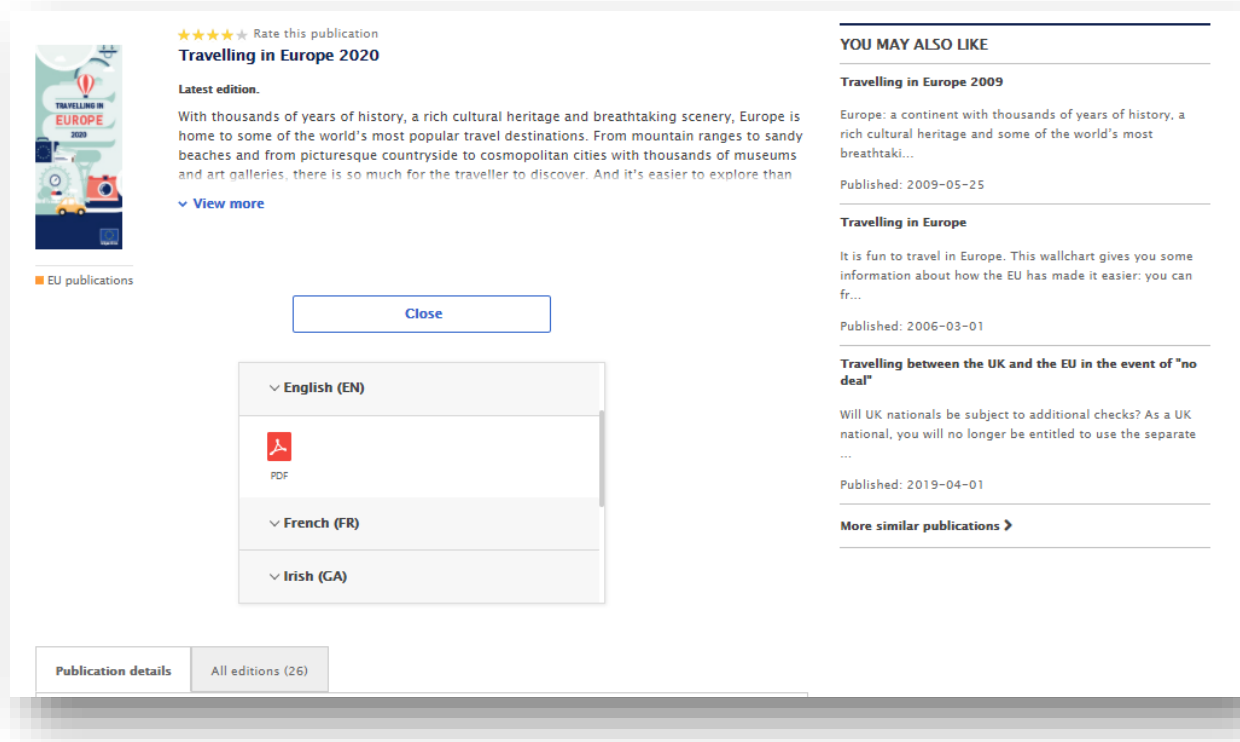 Rate this publication
Travelling in Europe 2020
Latest edition.
With thousands of years of history, a rich cultural heritage and breathtaking scenery, Europe is
home to some of the world's most popular travel destinations. From mountain ranges to sandy
beaches and from picturesque countryside to cosmopolitan cities with thousands of museums
and art galleries, there is so much for the traveller to discover. And it's easier to explore than
View more
TRAVELLING IN
EUROPE
2020
EU publications
Close
English (EN)
PDF
French (FR)
Irish (GA)
Publication details
All editions (26)
YOU MAY ALSO LIKE
Travelling in Europe 2009
Europe: a continent with thousands of years of history, a
rich cultural heritage and some of the world's most
breathtaki...
Published: 2009-05-25
Travelling in Europe
It is fun to travel in Europe. This wallchart gives you some
information about how the EU has made it easier: you can
fr...
Published: 2006-03-01
Travelling between the UK and the EU in the event of "no
deal"
Will UK nationals be subject to additional checks? As a UK
national, you will no longer be entitled to use the separate
...
Published: 2019-04-01
More similar publications